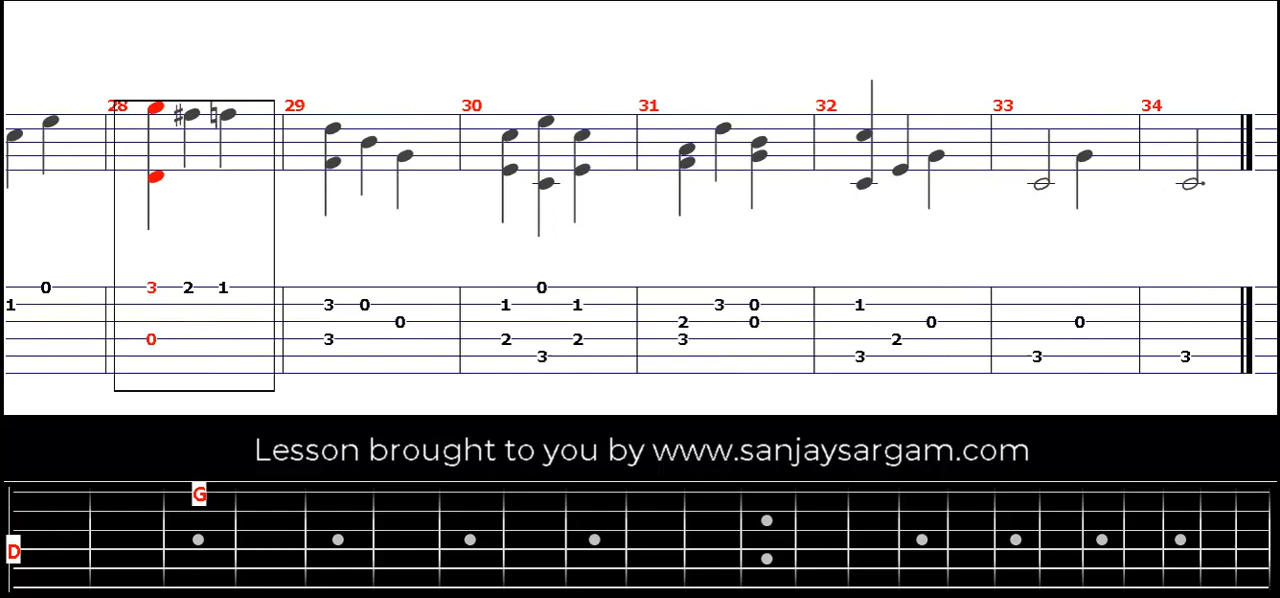 28 29 30 31 32 33 34
0 3 2 1 0
1 3 0 1 1 3 0 1
0 2 0 0 0
0 3 2 2 3 2
3 3 3 3
Lesson brought to you by www.sanjaysargam.com
G
D